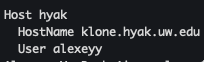 Host hyak
HostName klone.hyak.uw.edu
User alexeyy